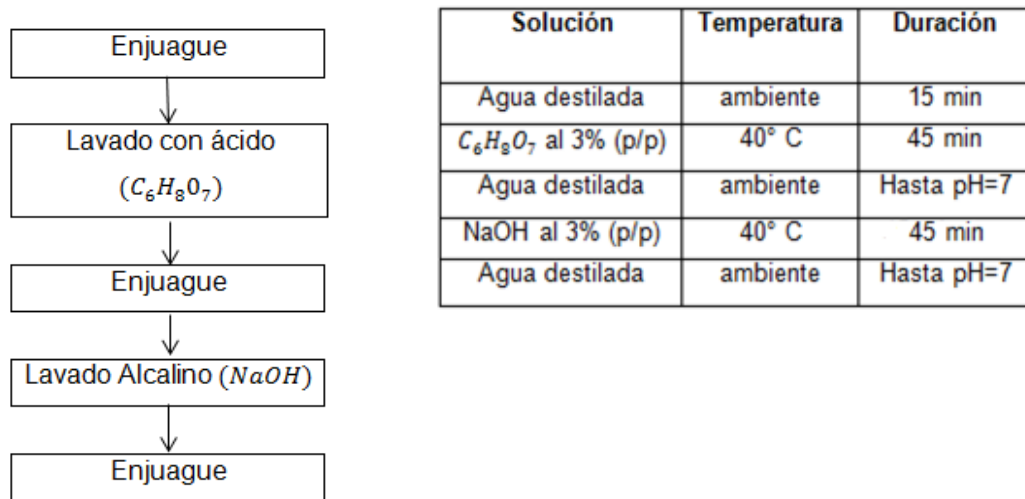 Enjuague
Lavado con ácido
(C₆H₈0₇)
Enjuague
Lavado Alcalino (NaOH)
Enjuague
Solución Temperatura Duración
Agua destilada ambiente 15 min
C₆H₈O₇ al 3% (p/p) 40° C 45 min
Agua destilada ambiente Hasta pH=7
NaOH al 3% (p/p) 40° C 45 min
Agua destilada ambiente Hasta pH=7